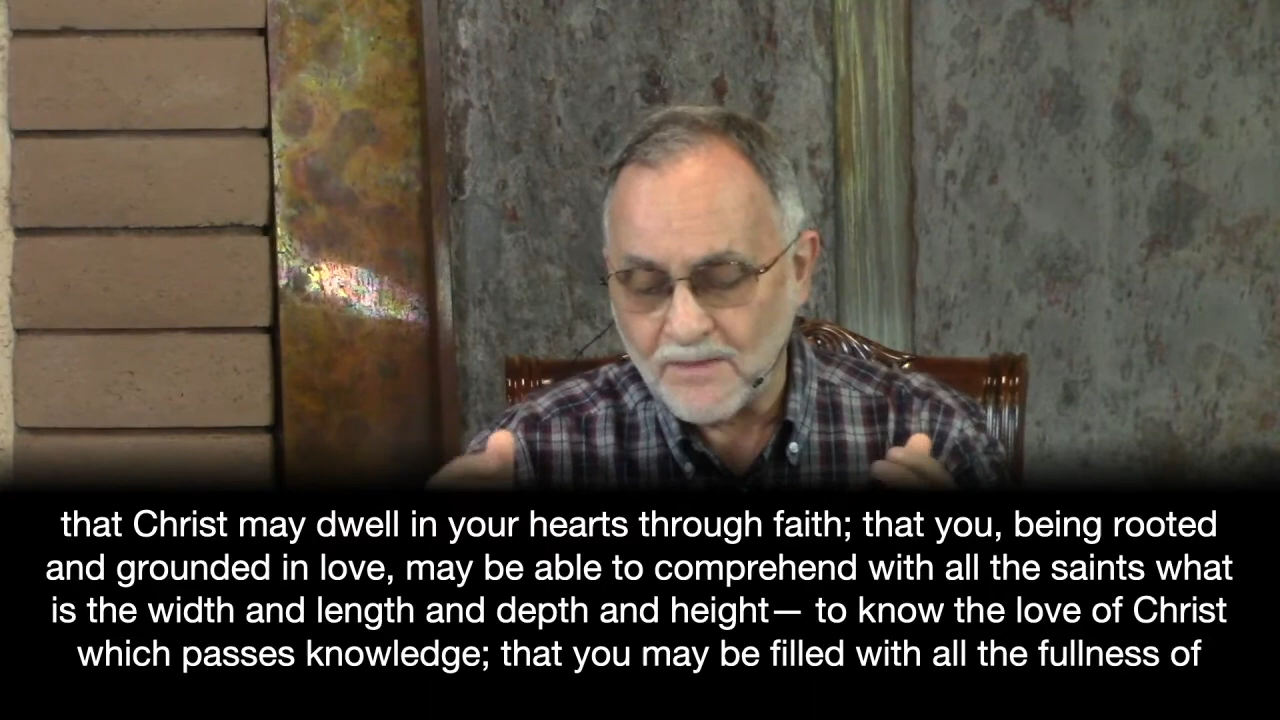 that Christ may dwell in your hearts through faith; that you, being rooted
and grounded in love, may be able to comprehend with all the saints what
is the width and length and depth and height— to know the love of Christ
which passes knowledge; that you may be filled with all the fullness of